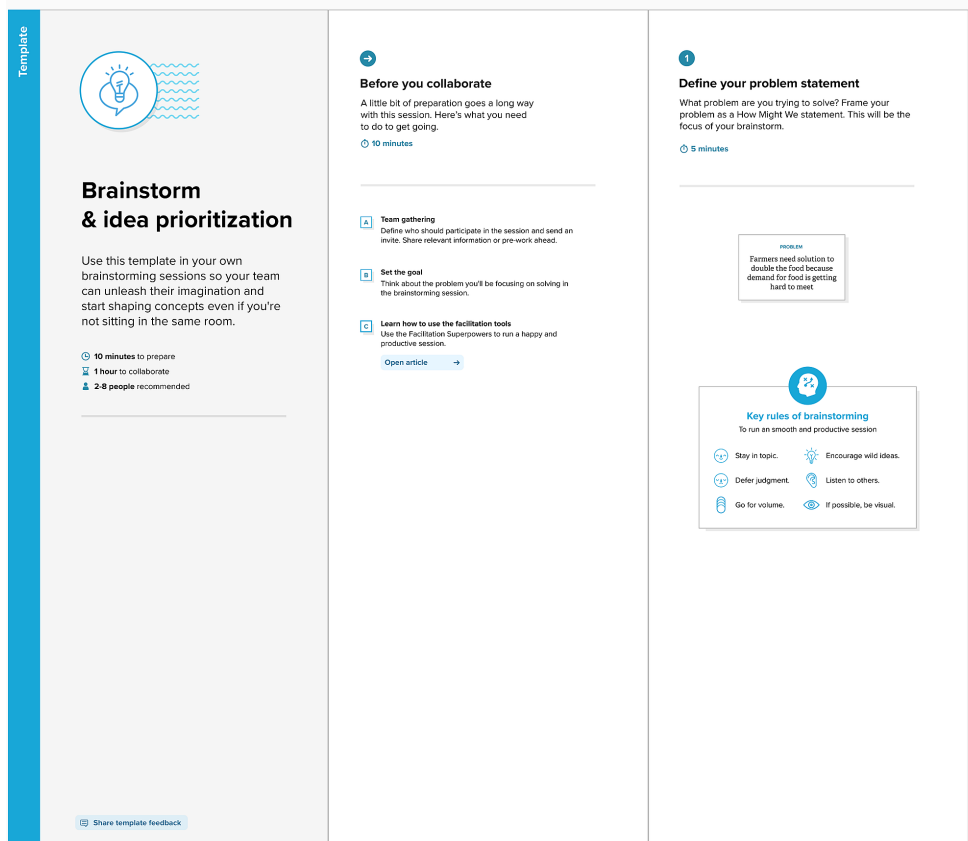 Template
Brainstorm
& idea prioritization
Use this template in your own
brainstorming sessions so your team
can unleash their imagination and
start shaping concepts even if you're
not sitting in the same room.
10 minutes to prepare
1 hour to collaborate
2-8 people recommended
Share template feedback
Before you collaborate
A little bit of preparation goes a long way
with this session. Here's what you need
to do to get going.
10 minutes
A
Team gathering
Define who should participate in the session and send an
invite. Share relevant information or pre-work ahead.
B
Set the goal
Think about the problem you'll be focusing on solving in
the brainstorming session.
C
Learn how to use the facilitation tools
Use the Facilitation Superpowers to run a happy and
productive session.
Open article
1
Define your problem statement
What problem are you trying to solve? Frame your
problem as a How Might We statement. This will be the
focus of your brainstorm.
5 minutes
PROBLEM
Farmers need solution to
double the food because
demand for food is getting
hard to meet
Key rules of brainstorming
To run an smooth and productive session
Stay in topic.
Encourage wild ideas.
Defer judgment.
Listen to others.
Go for volume.
If possible, be visual.